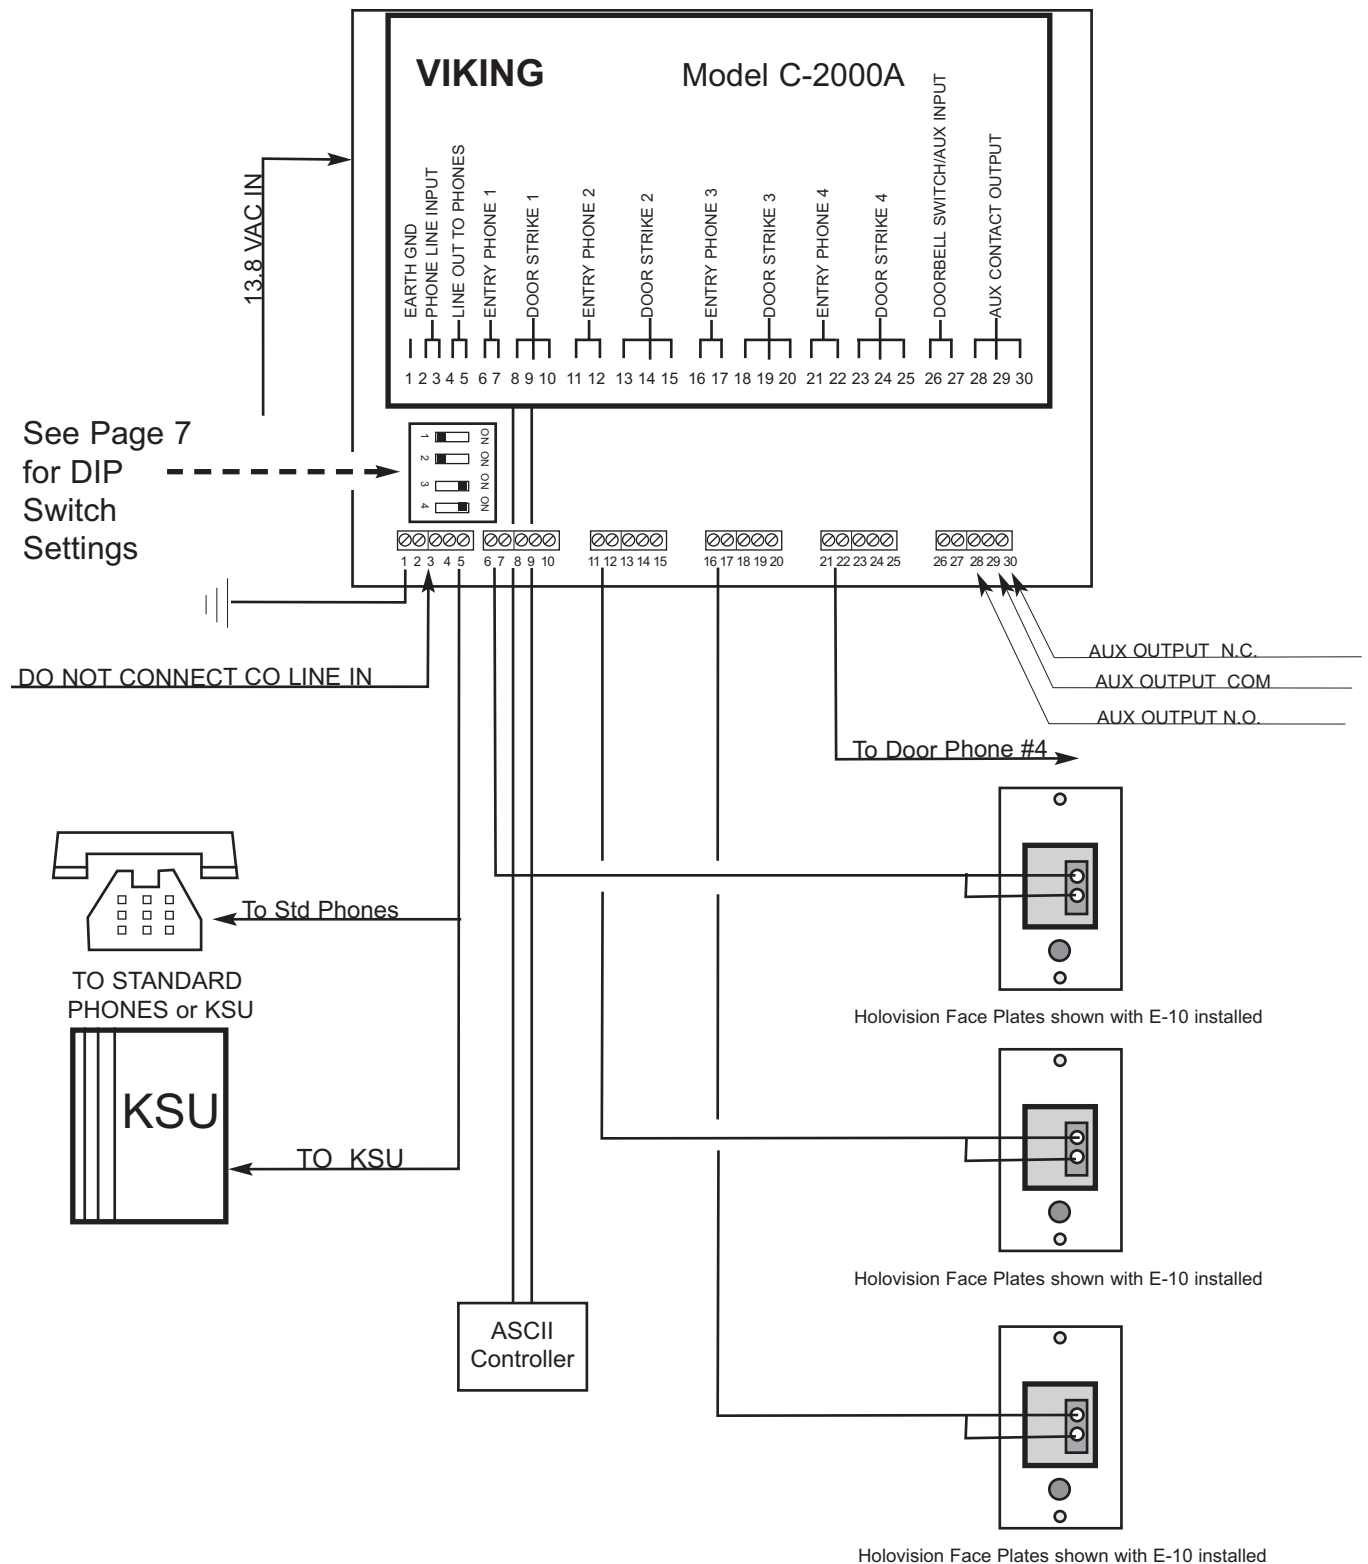 VIKING Model C-2000A
13.8 VAC IN
EARTH GND
PHONE LINE INPUT
LINE OUT TO PHONES
ENTRY PHONE 1
DOOR STRIKE 1
ENTRY PHONE 2
DOOR STRIKE 2
ENTRY PHONE 3
DOOR STRIKE 3
ENTRY PHONE 4
DOOR STRIKE 4
DOORBELL SWITCH/AUX INPUT
AUX CONTACT OUTPUT
1 2 3 4 5 6 7 8 9 10 11 12 13 14 15 16 17 18 19 20 21 22 23 24 25 26 27 28 29 30
See Page 7
for DIP
Switch
Settings
1 ON
2 ON
3 ON
4 ON
1 2 3 4 5 6 7 8 9 10 11 12 13 14 15 16 17 18 19 20 21 22 23 24 25 26 27 28 29 30
DO NOT CONNECT CO LINE IN
AUX OUTPUT N.C.
AUX OUTPUT COM
AUX OUTPUT N.O.
To Door Phone #4
To Std Phones
TO STANDARD
PHONES or KSU
Holovision Face Plates shown with E-10 installed
KSU
TO KSU
Holovision Face Plates shown with E-10 installed
ASCII
Controller
Holovision Face Plates shown with E-10 installed